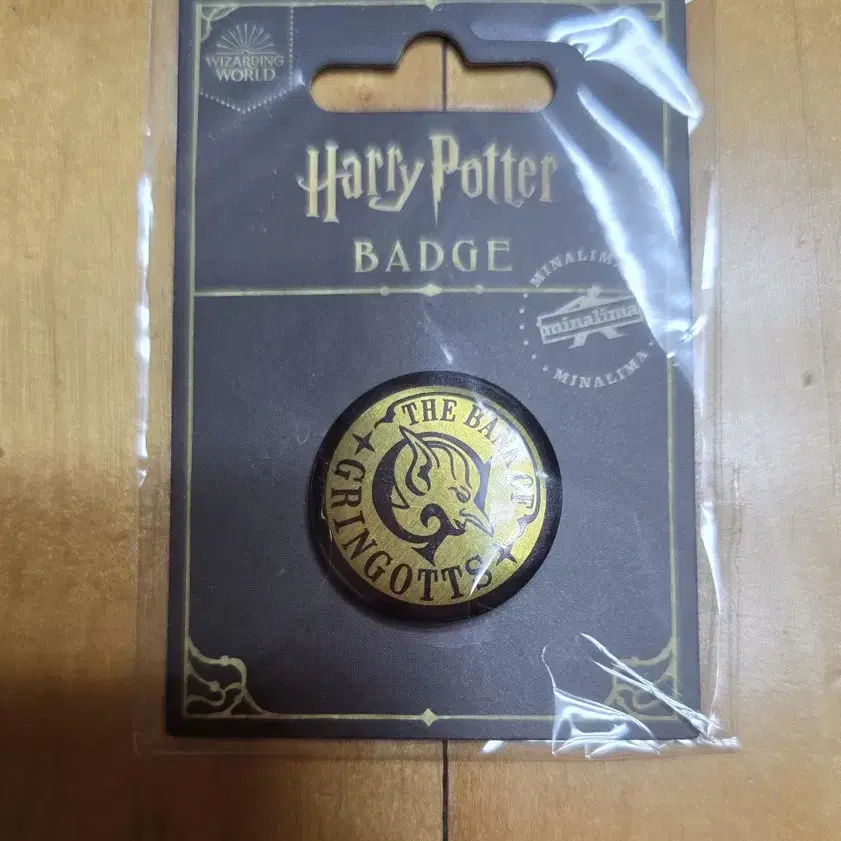 WIZARDING
WORLD
Harry Potter
BADGE
MINALIMA
minalima
MINALIMA
THE BANK OF
GRINGOTTS